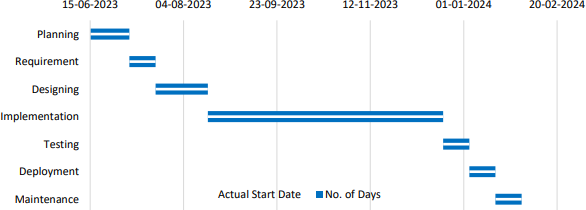 15-06-2023 04-08-2023 23-09-2023 12-11-2023 01-01-2024 20-02-2024
Planning
Requirement
Designing
Implementation
Testing
Deployment
Actual Start Date No. of Days
Maintenance